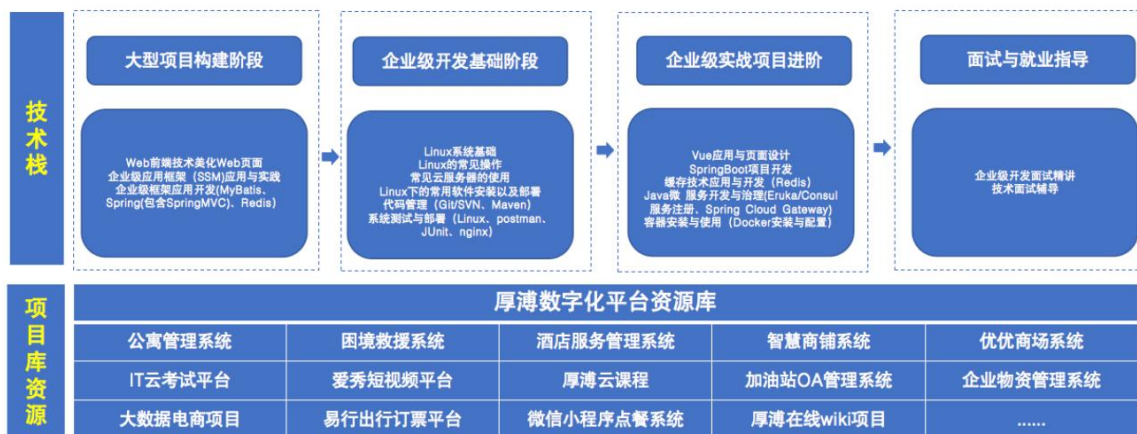 技术栈
大型项目构建阶段
Web前端技术美化Web页面
企业级应用框架（SSM）应用与实践
企业级框架应用开发(MyBatis、
Spring(包含SpringMVC)、Redis）
企业级开发基础阶段
Linux系统基础
Linux的常见操作
常见云服务器的使用
Linux下的常用软件安装以及部署
代码管理（Git/SVN、Maven）
系统测试与部署（Linux、postman、
JUnit、nginx）
企业级实战项目进阶
Vue应用与页面设计
SpringBoot项目开发
缓存技术应用与开发（Redis）
Java微 服务开发与治理(Eruka/Consul
服务注册、Spring Cloud Gateway)
容器安装与使用（Docker安装与配置）
面试与就业指导
企业级开发面试精讲
技术面试辅导
项目库资源
厚溥数字化平台资源库
公寓管理系统 困境救援系统 酒店服务管理系统 智慧商铺系统 优优商场系统
IT云考试平台 爱秀短视频平台 厚溥云课程 加油站OA管理系统 企业物资管理系统
大数据电商项目 易行出行订票平台 微信小程序点餐系统 厚溥在线wiki项目 ……